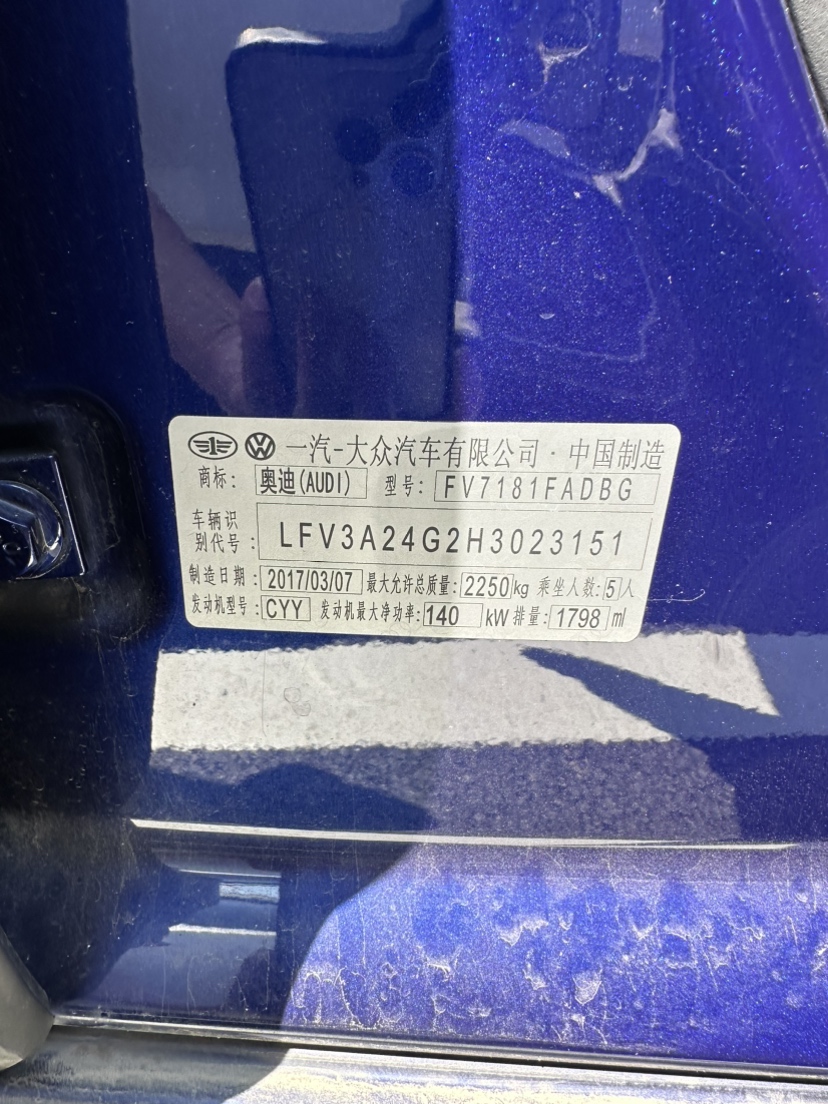 一汽-大众汽车有限公司·中国制造
商标: 奥迪(AUDI) 型号: FV7181FADBG
车辆识别代号: LFV3A24G2H3023151
制造日期: 2017/03/07 最大允许总质量: 2250kg 乘坐人数: 5人
发动机型号: CYY 发动机最大净功率: 140 kW 排量: 1798 ml